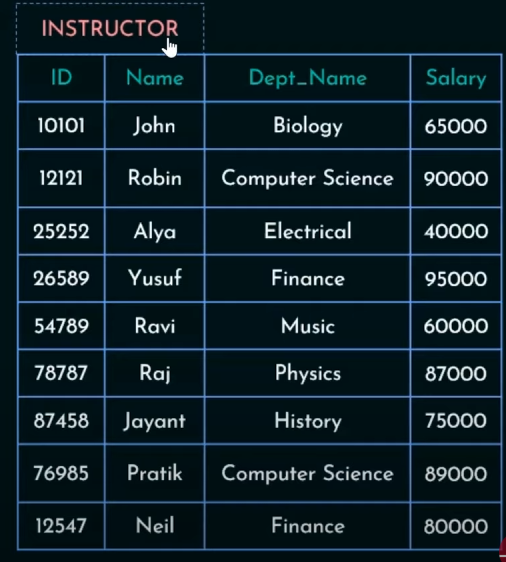 INSTRUCTOR
ID Name Dept_Name Salary
10101 John Biology 65000
12121 Robin Computer Science 90000
25252 Alya Electrical 40000
26589 Yusuf Finance 95000
54789 Ravi Music 60000
78787 Raj Physics 87000
87458 Jayant History 75000
76985 Pratik Computer Science 89000
12547 Neil Finance 80000